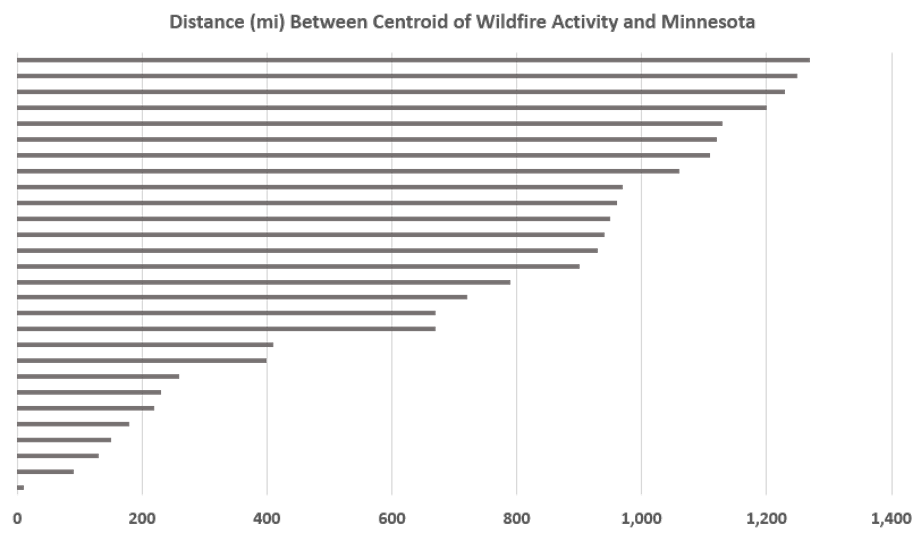 Distance (mi) Between Centroid of Wildfire Activity and Minnesota
0 200 400 600 800 1,000 1,200 1,400